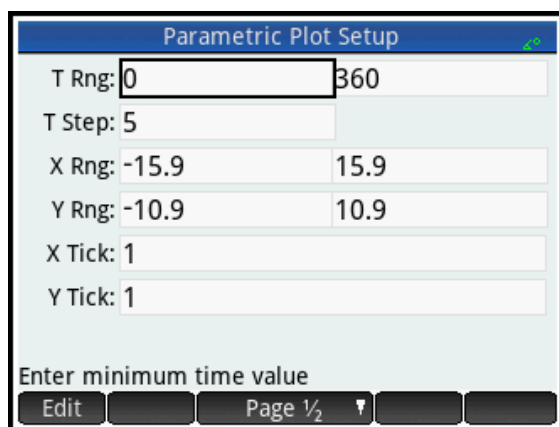 Parametric Plot Setup ∡°
T Rng: 0 360
T Step: 5
X Rng: -15.9 15.9
Y Rng: -10.9 10.9
X Tick: 1
Y Tick: 1
Enter minimum time value
Edit Page ½